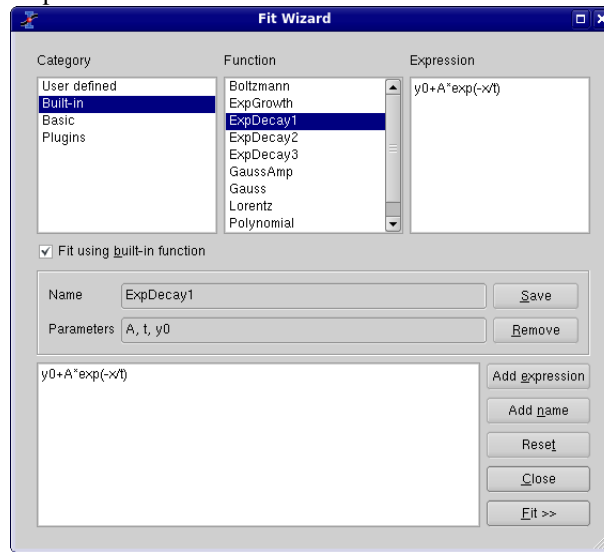 Fit Wizard
Category
Function
Expression
User defined
Built-in
Basic
Plugins
Boltzmann
ExpGrowth
ExpDecay1
ExpDecay2
ExpDecay3
GaussAmp
Gauss
Lorentz
Polynomial
y0+A*exp(-x/t)
Fit using built-in function
Name ExpDecay1 Save
Parameters A, t, y0 Remove
y0+A*exp(-x/t)
Add expression
Add name
Reset
Close
Fit >>